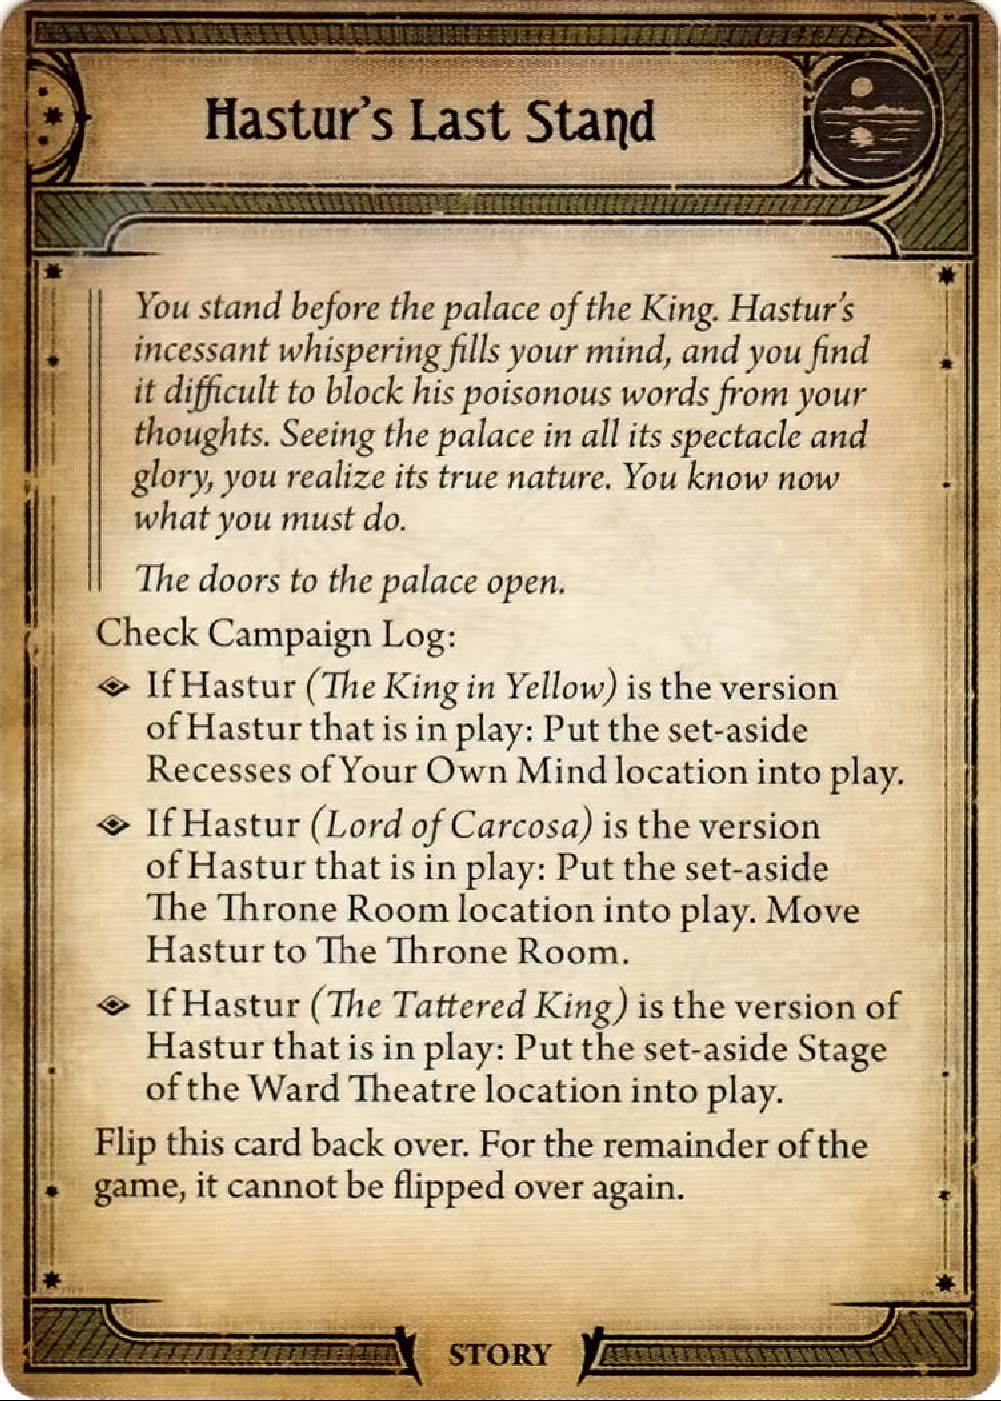 Hastur's Last Stand
You stand before the palace of the King. Hastur's
incessant whispering fills your mind, and you find
it difficult to block his poisonous words from your
thoughts. Seeing the palace in all its spectacle and
glory, you realize its true nature. You know now
what you must do.
The doors to the palace open.
Check Campaign Log:
If Hastur (The King in Yellow) is the version
of Hastur that is in play: Put the set-aside
Recesses of Your Own Mind location into play.
If Hastur (Lord of Carcosa) is the version
of Hastur that is in play: Put the set-aside
The Throne Room location into play. Move
Hastur to The Throne Room.
If Hastur (The Tattered King) is the version of
Hastur that is in play: Put the set-aside Stage
of the Ward Theatre location into play.
Flip this card back over. For the remainder of the
game, it cannot be flipped over again.
STORY